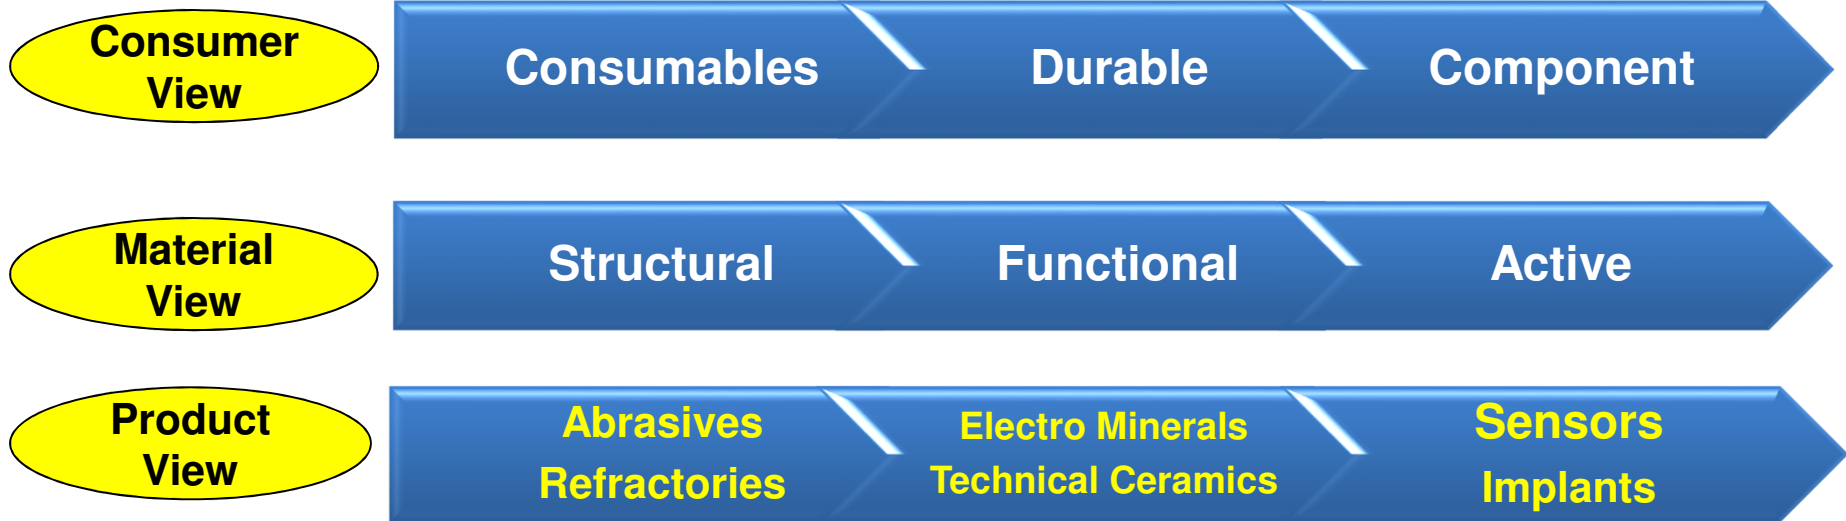 Consumer
View
Consumables
Durable
Component
Material
View
Structural
Functional
Active
Product
View
Abrasives
Refractories
Electro Minerals
Technical Ceramics
Sensors
Implants